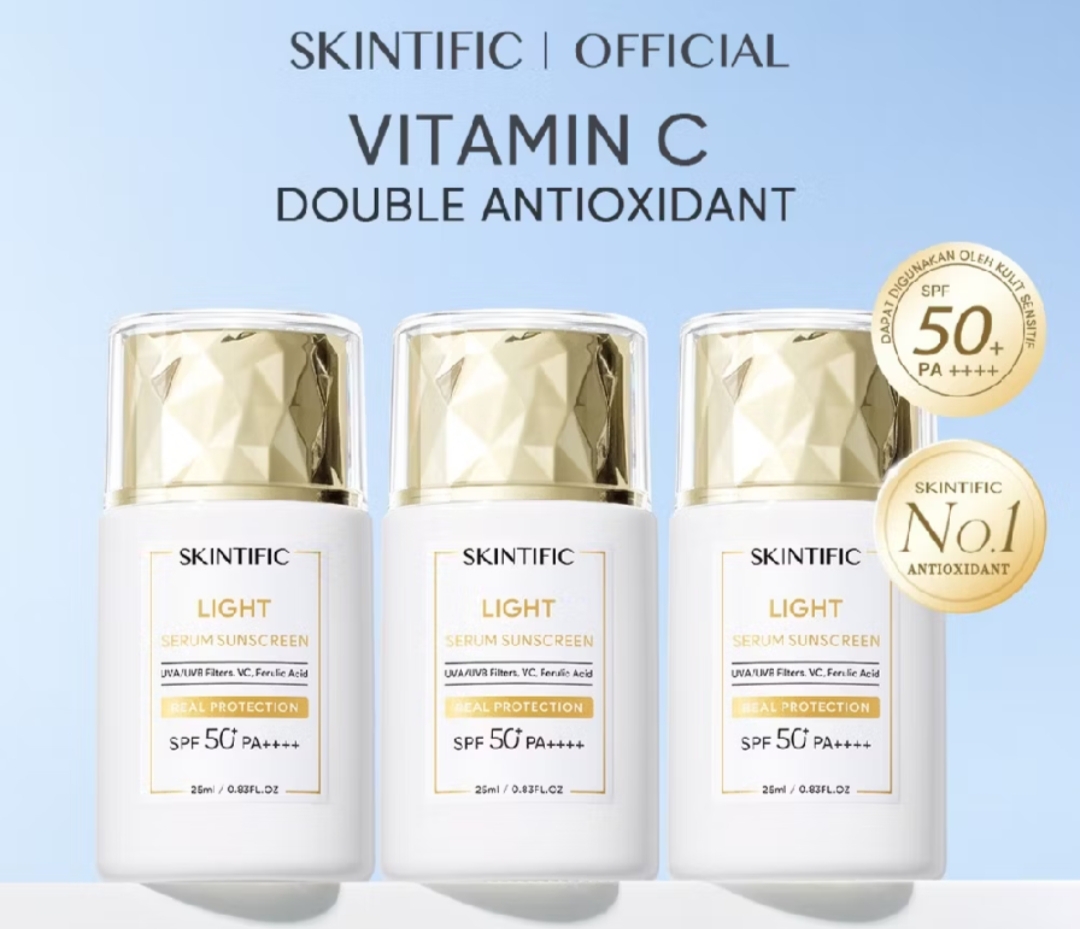 SKINTIFIC | OFFICIAL
VITAMIN C
DOUBLE ANTIOXIDANT
DAPAT DIGUNAKAN OLEH KULIT SENSITIF
SPF
50+
PA ++++
SKINTIFIC
No.1
ANTIOXIDANT
SKINTIFIC
LIGHT
SERUM SUNSCREEN
UVA/UVB Filters, VC, Ferulic Acid
REAL PROTECTION
SPF 50+ PA++++
25ml / 0.83FL.OZ
SKINTIFIC
LIGHT
SERUM SUNSCREEN
UVA/UVB Filters, VC, Ferulic Acid
REAL PROTECTION
SPF 50+ PA++++
25ml / 0.83FL.OZ
SKINTIFIC
LIGHT
SERUM SUNSCREEN
UVA/UVB Filters, VC, Ferulic Acid
REAL PROTECTION
SPF 50+ PA++++
25ml / 0.83FL.OZ